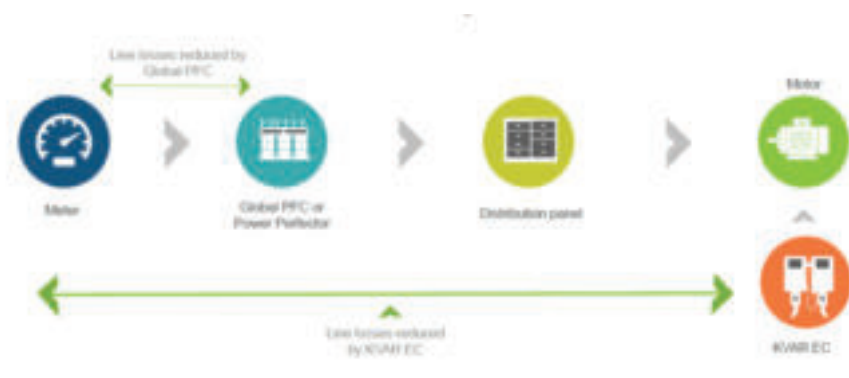 Line losses reduced by
Global PFC
Motor
Meter
Global PFC or
Power Perfector
Distribution panel
Line losses reduced
by KVAR EC
KVAR EC